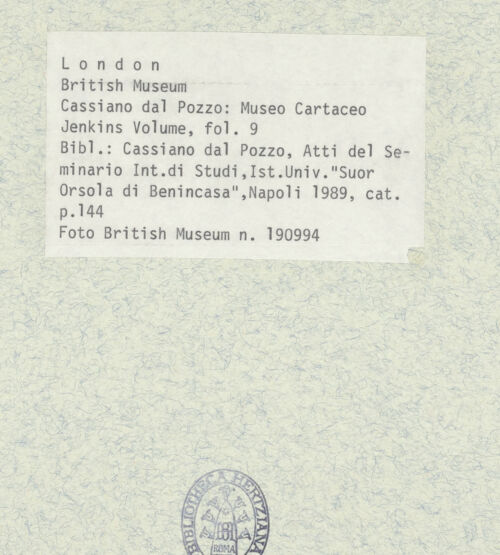 L o n d o n
British Museum
Cassiano dal Pozzo: Museo Cartaceo
Jenkins Volume, fol. 9
Bibl.: Cassiano dal Pozzo, Atti del Se-
minario Int.di Studi,Ist.Univ."Suor
Orsola di Benincasa",Napoli 1989, cat.
p.144
Foto British Museum n. 190994
BIBLIOTHECA HERTZIANA
ROMA